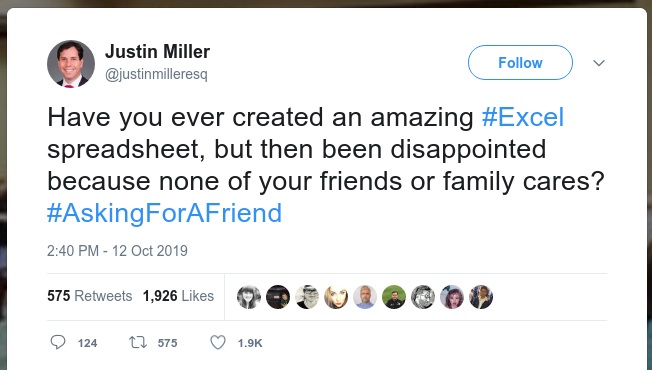 Justin Miller
@justinmilleresq
Follow
Have you ever created an amazing #Excel
spreadsheet, but then been disappointed
because none of your friends or family cares?
#AskingForAFriend
2:40 PM - 12 Oct 2019
575 Retweets 1,926 Likes
124 575 1.9K